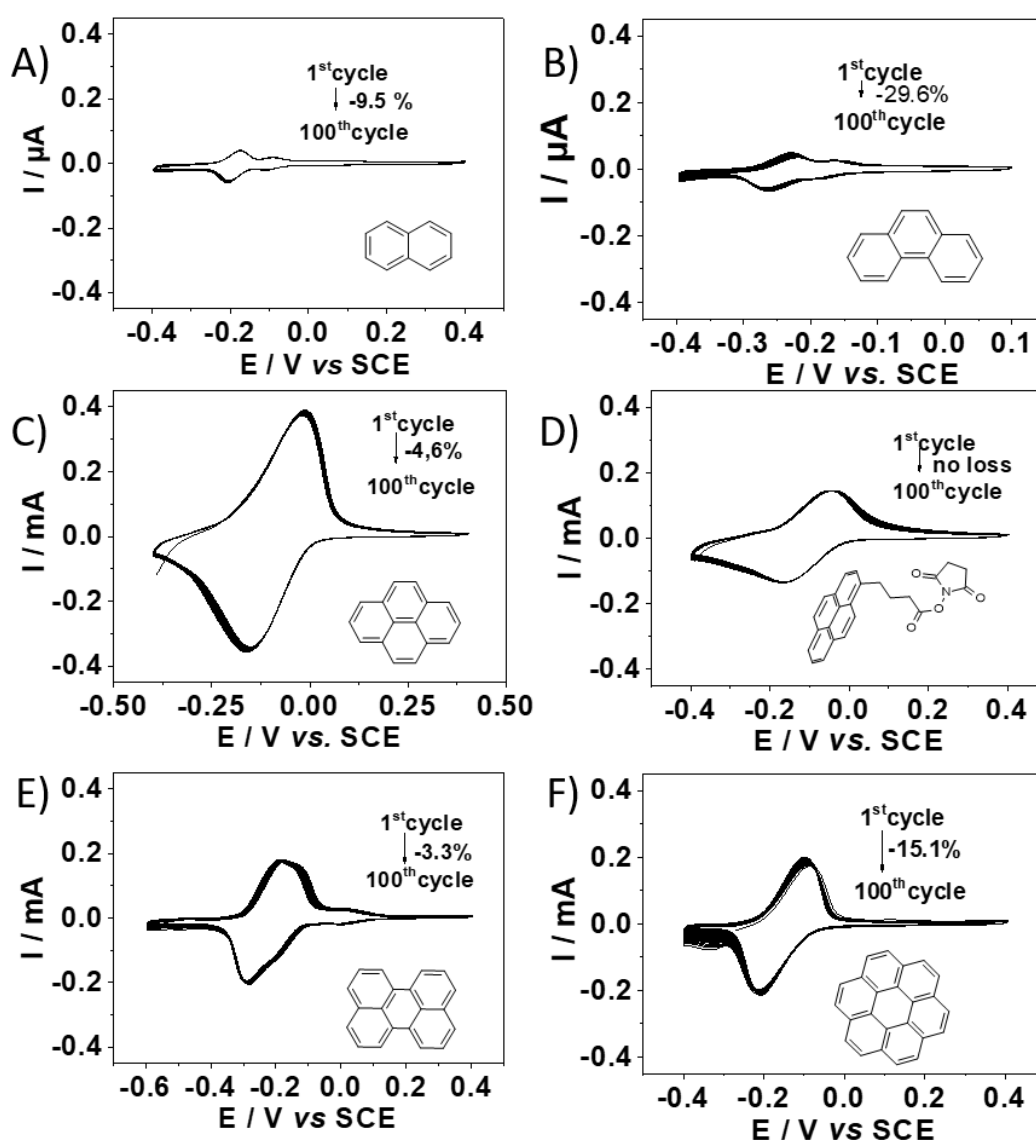 A)
0.4
0.2
0.0
-0.2
-0.4
I / µA
1st cycle
-9.5 %
100th cycle
-0.4 -0.2 0.0 0.2 0.4
E / V vs SCE
B)
0.4
0.2
0.0
-0.2
-0.4
I / µA
1st cycle
-29.6%
100th cycle
-0.4 -0.3 -0.2 -0.1 0.0 0.1
E / V vs. SCE
C)
0.4
0.2
0.0
-0.2
-0.4
I / mA
1st cycle
-4,6%
100th cycle
-0.50 -0.25 0.00 0.25 0.50
E / V vs. SCE
D)
0.4
0.2
0.0
-0.2
-0.4
I / mA
1st cycle
no loss
100th cycle
O
N
O
O
O
-0.4 -0.2 0.0 0.2 0.4
E / V vs. SCE
E)
0.4
0.2
0.0
-0.2
-0.4
I / mA
1st cycle
-3.3%
100th cycle
-0.6 -0.4 -0.2 0.0 0.2 0.4
E / V vs SCE
F)
0.4
0.2
0.0
-0.2
-0.4
I / mA
1st cycle
-15.1%
100th cycle
-0.4 -0.2 0.0 0.2 0.4
E / V vs SCE